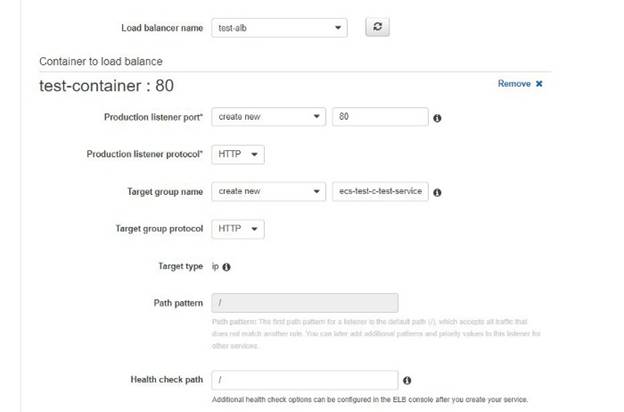 Load balancer name test-alb
Container to load balance
test-container : 80 Remove ✖
Production listener port* create new 80
Production listener protocol* HTTP
Target group name create new ecs-test-c-test-service
Target group protocol HTTP
Target type ip
Path pattern /
Path pattern: The first path pattern for a listener is the default path (/), which accepts all traffic that
does not match another rule. You can later add additional patterns and priority values to this listener for
other services.
Health check path /
Additional health check options can be configured in the ELB console after you create your service.